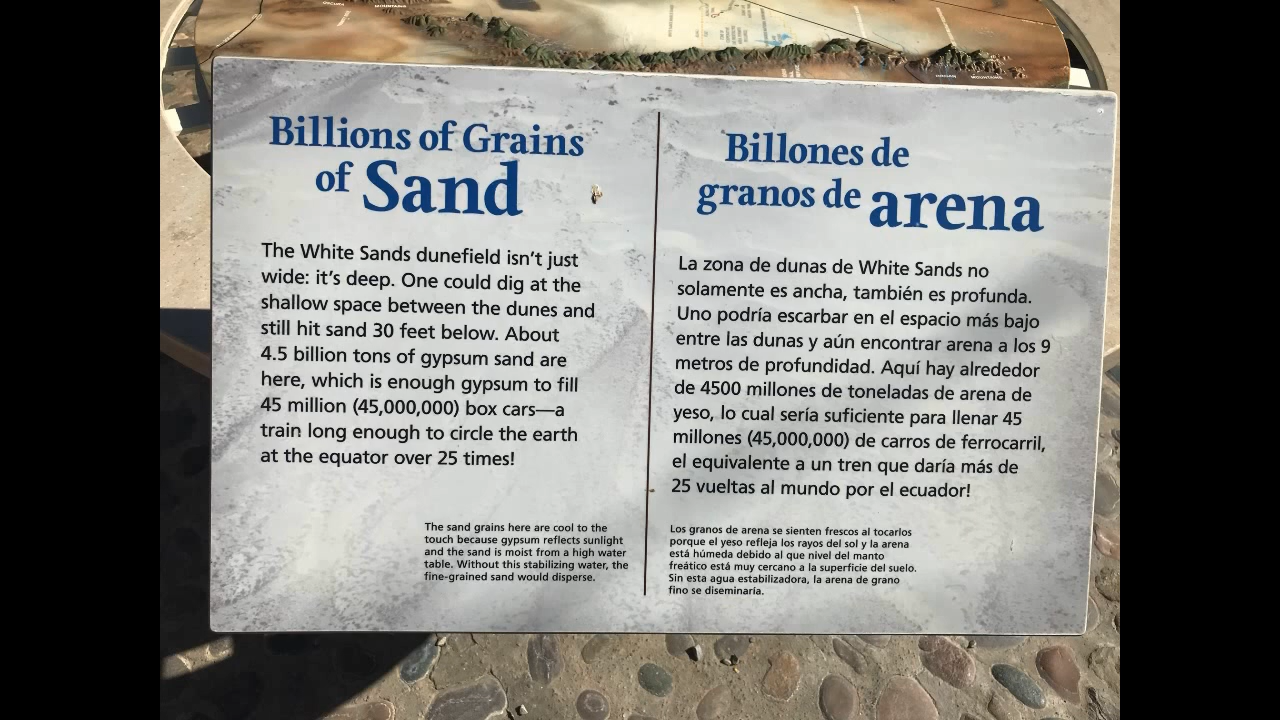 MOUNTAINS
MOUNTAINS
Billions of Grains
of Sand
The White Sands dunefield isn't just
wide: it's deep. One could dig at the
shallow space between the dunes and
still hit sand 30 feet below. About
4.5 billion tons of gypsum sand are
here, which is enough gypsum to fill
45 million (45,000,000) box cars—a
train long enough to circle the earth
at the equator over 25 times!
The sand grains here are cool to the
touch because gypsum reflects sunlight
and the sand is moist from a high water
table. Without this stabilizing water, the
fine-grained sand would disperse.
Billones de
granos de arena
La zona de dunas de White Sands no
solamente es ancha, también es profunda.
Uno podría escarbar en el espacio más bajo
entre las dunas y aún encontrar arena a los 9
metros de profundidad. Aquí hay alrededor
de 4500 millones de toneladas de arena de
yeso, lo cual sería suficiente para llenar 45
millones (45,000,000) de carros de ferrocarril,
el equivalente a un tren que daría más de
25 vueltas al mundo por el ecuador!
Los granos de arena se sienten frescos al tocarlos
porque el yeso refleja los rayos del sol y la arena
está húmeda debido al que nivel del manto
freático está muy cercano a la superficie del suelo.
Sin esta agua estabilizadora, la arena de grano
fino se diseminaría.